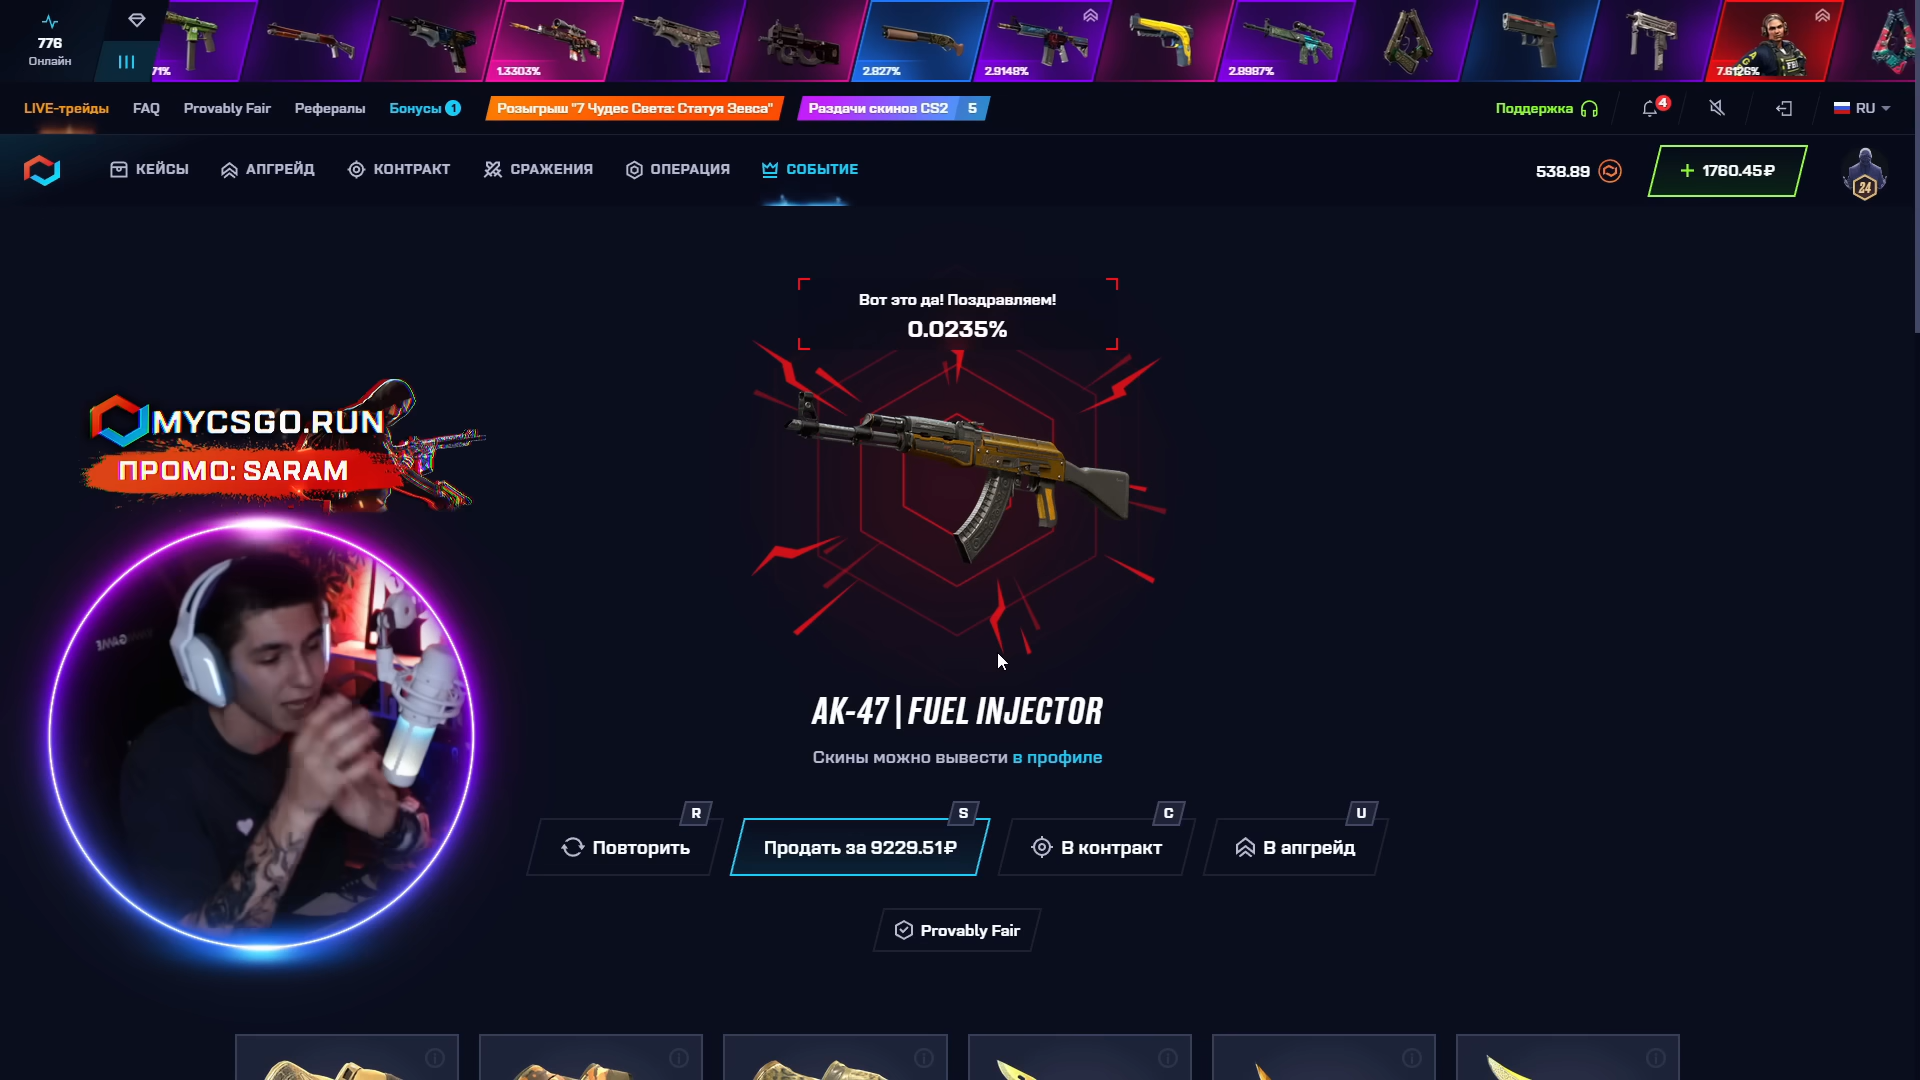 776
Онлайн
71%
1.3303%
2.827%
2.9148%
2.8987%
7.6126%
LIVE-трейды
FAQ
Provably Fair
Рефералы
Бонусы 1
Розыгрыш "7 Чудес Света: Статуя Зевса"
Раздачи скинов CS2 5
Поддержка
4
RU
КЕЙСЫ
АПГРЕЙД
КОНТРАКТ
СРАЖЕНИЯ
ОПЕРАЦИЯ
СОБЫТИЕ
538.89
+ 1760.45₽
24
Вот это да! Поздравляем!
0.0235%
MYCSGO.RUN
ПРОМО: SARAM
AK-47 | FUEL INJECTOR
Скины можно вывести в профиле
R
S
C
U
Повторить
Продать за 9229.51₽
В контракт
В апгрейд
Provably Fair